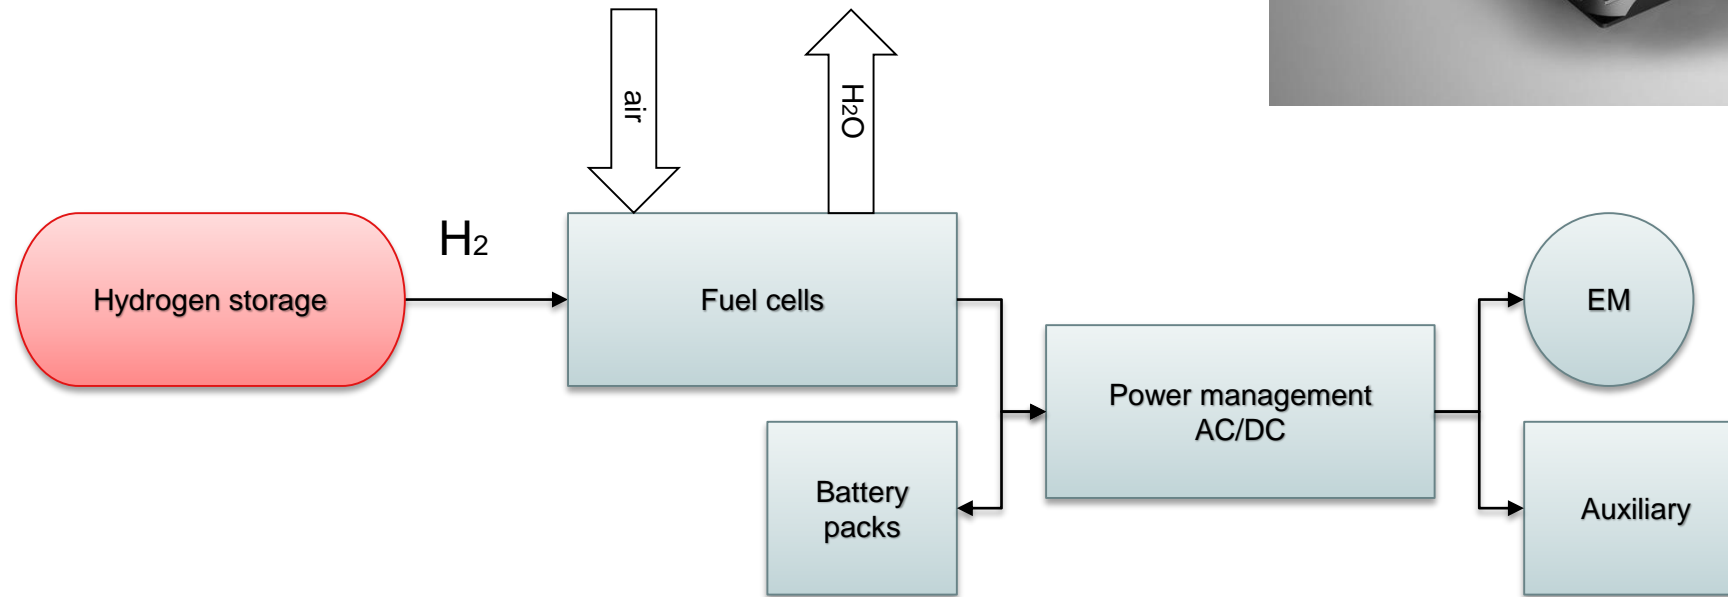 air
H₂O
H₂
Hydrogen storage
Fuel cells
EM
Power management
AC/DC
Battery
packs
Auxiliary